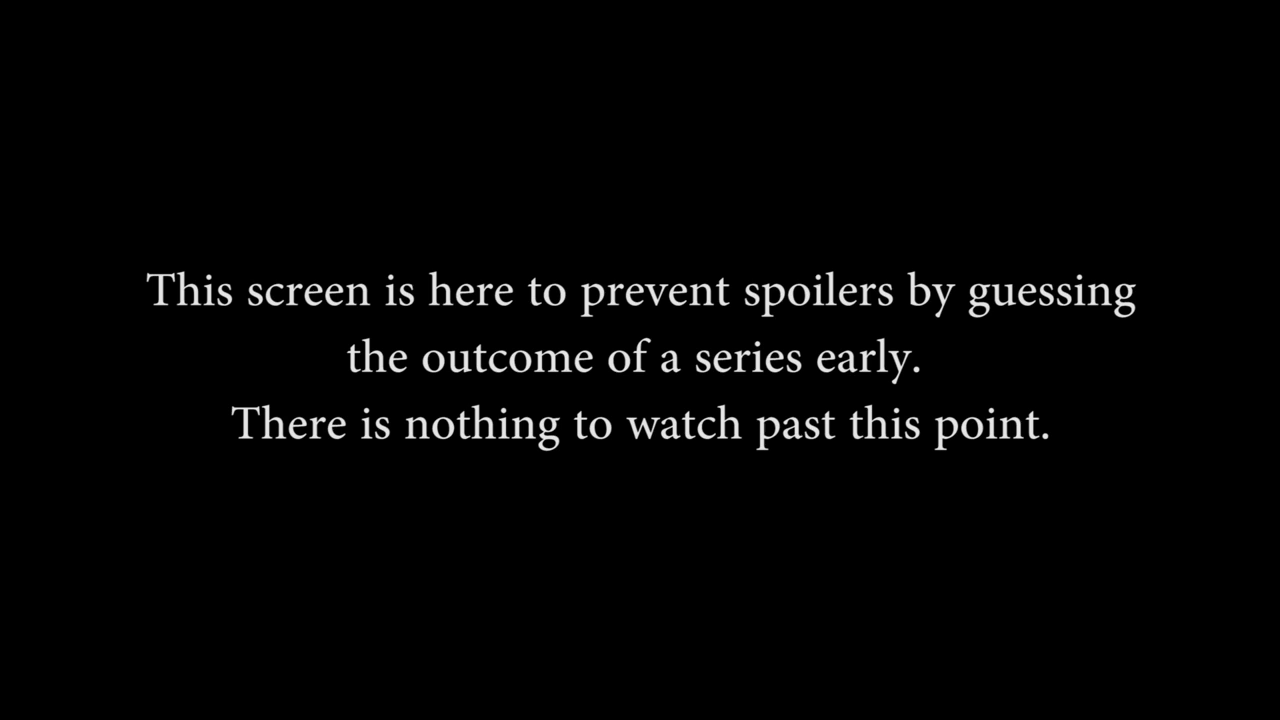 This screen is here to prevent spoilers by guessing
the outcome of a series early.
There is nothing to watch past this point.